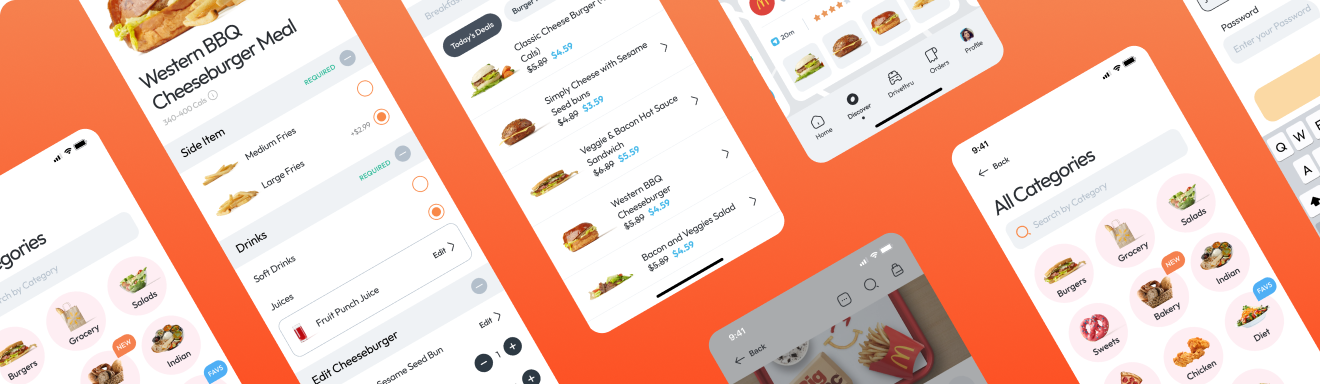 egories
rch by Category
Burgers
Grocery
Salads
NEW
Indian
FAVS
Western BBQ
Cheeseburger Meal
340-400 Cals
Side Item
REQUIRED
Medium Fries
Large Fries
+$2.99
Drinks
REQUIRED
Soft Drinks
Juices
Fruit Punch Juice
Edit
Edit Cheeseburger
Sesame Seed Bun
Edit
1
Breakfas
Today's Deals
Burger
Classic Cheese Burger
Cals)
$5.89 $4.59
Simply Cheese with Sesame
Seed buns
$4.89 $3.59
Veggie & Bacon Hot Sauce
Sandwich
$6.89 $5.59
Western BBQ
Cheeseburger
$5.89 $4.59
Bacon and Veggies Salad
$5.89 $4.59
20m
Home
Discover
Drivethru
Orders
Profile
9:41
Back
9:41
Back
All Categories
Search by Category
Burgers
Grocery
Salads
Sweets
Bakery
NEW
Indian
Chicken
Diet
FAVS
Password
Enter your Password
Q W E
A